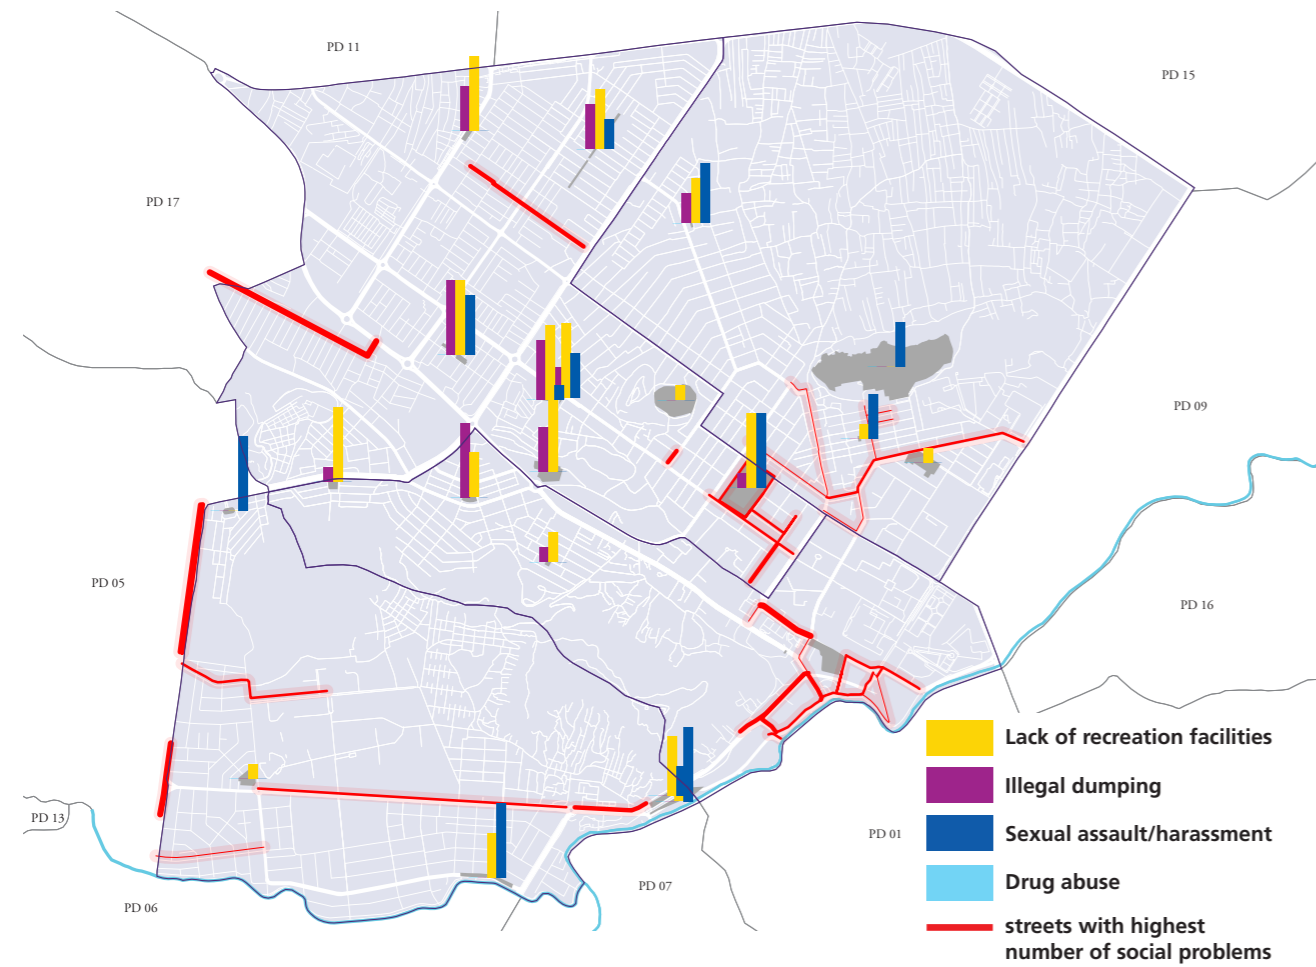 PD 11
PD 15
PD 17
PD 09
PD 05
PD 16
PD 13
PD 01
PD 07
PD 06
Lack of recreation facilities
Illegal dumping
Sexual assault/harassment
Drug abuse
streets with highest
number of social problems